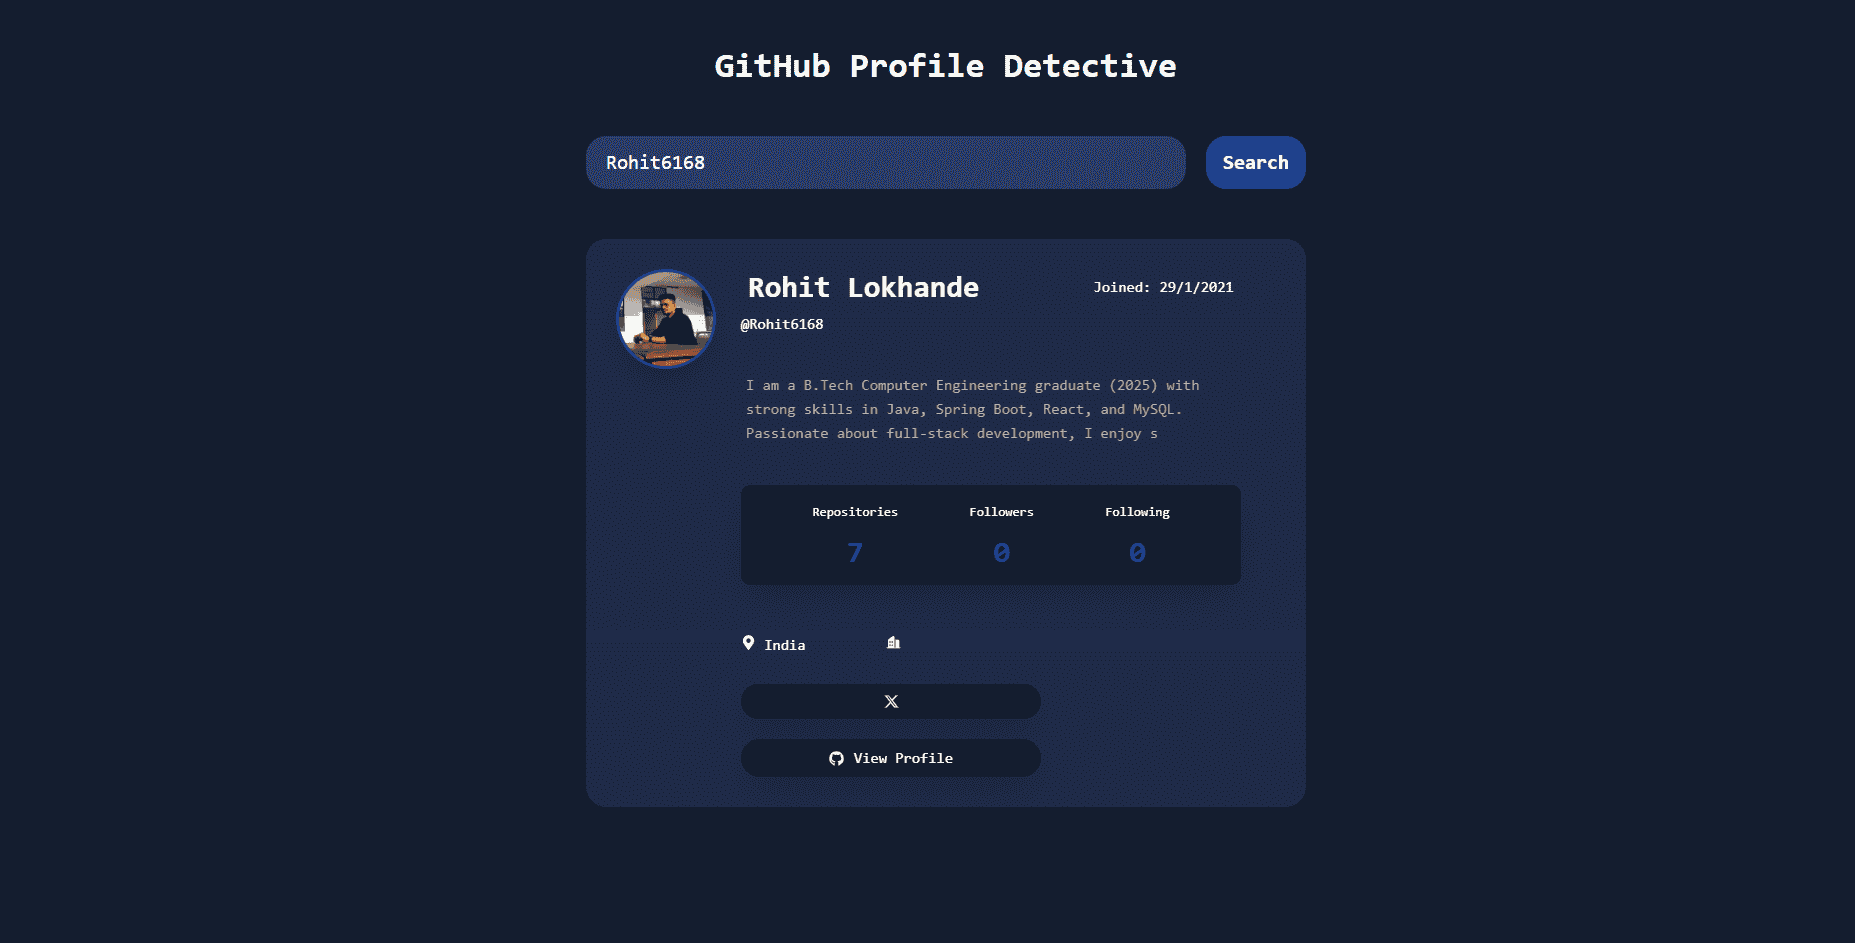 GitHub Profile Detective
Rohit6168
Search
Rohit Lokhande
Joined: 29/1/2021
@Rohit6168
I am a B.Tech Computer Engineering graduate (2025) with
strong skills in Java, Spring Boot, React, and MySQL.
Passionate about full-stack development, I enjoy s
Repositories Followers Following
7 0 0
India
View Profile